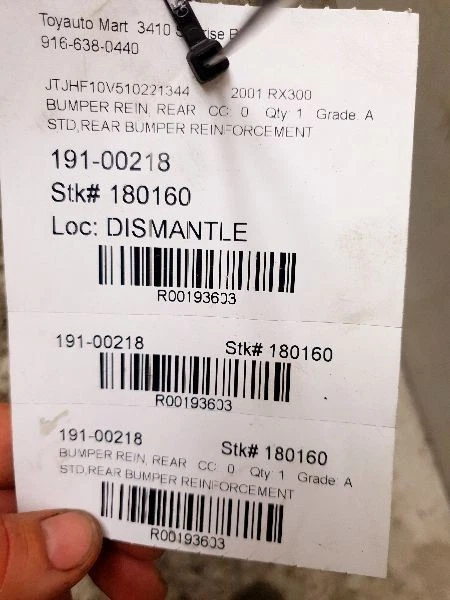 Toyauto Mart 3410
916-638-0440
JTJHF10V510221344 2001 RX300
BUMPER REIN, REAR CC: 0 Qty: 1 Grade: A
STD,REAR BUMPER REINFORCEMENT
191-00218
Stk# 180160
Loc: DISMANTLE
R00193603
191-00218 Stk# 180160
R00193603
191-00218 Stk# 180160
BUMPER REIN, REAR CC: 0 Qty: 1 Grade: A
STD,REAR BUMPER REINFORCEMENT
R00193603